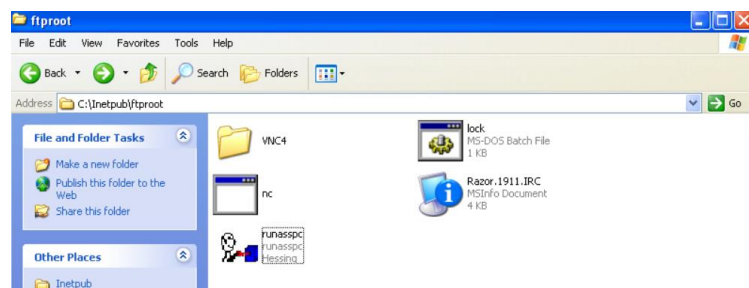 ftproot
File Edit View Favorites Tools Help
Back Search Folders
Address C:\Inetpub\ftproot Go
File and Folder Tasks
Make a new folder
Publish this folder to the
Web
Share this folder
Other Places
Inetpub
VNC4
lock
MS-DOS Batch File
1 KB
nc
Razor.1911.IRC
MSInfo Document
4 KB
runasspc
runasspc
Hessing